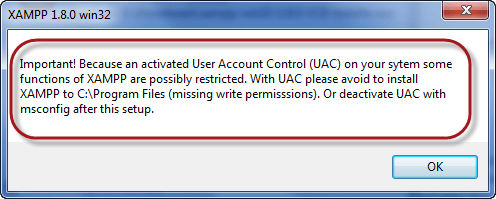 XAMPP 1.8.0 win32
Important! Because an activated User Account Control (UAC) on your sytem some
functions of XAMPP are possibly restricted. With UAC please avoid to install
XAMPP to C:\Program Files (missing write permisssions). Or deactivate UAC with
msconfig after this setup.
OK